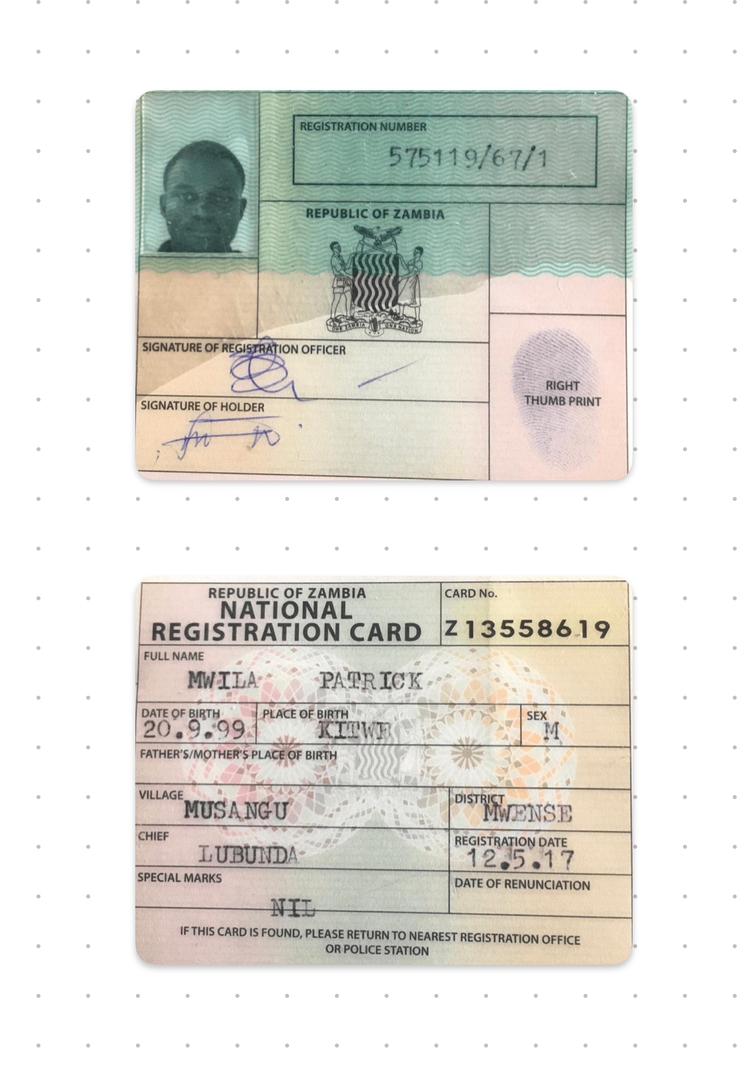 REGISTRATION NUMBER
575119/67/1
REPUBLIC OF ZAMBIA
ONE ZAMBIA ONE NATION
SIGNATURE OF REGISTRATION OFFICER
SIGNATURE OF HOLDER
RIGHT
THUMB PRINT
REPUBLIC OF ZAMBIA
NATIONAL
REGISTRATION CARD
CARD No.
Z13558619
FULL NAME
MWILA PATRICK
DATE OF BIRTH
20.9.99
PLACE OF BIRTH
KITWE
SEX
M
FATHER'S/MOTHER'S PLACE OF BIRTH
VILLAGE
MUSANGU
DISTRICT
MWENSE
CHIEF
LUBUNDA
REGISTRATION DATE
12.5.17
SPECIAL MARKS
NIL
DATE OF RENUNCIATION
IF THIS CARD IS FOUND, PLEASE RETURN TO NEAREST REGISTRATION OFFICE
OR POLICE STATION